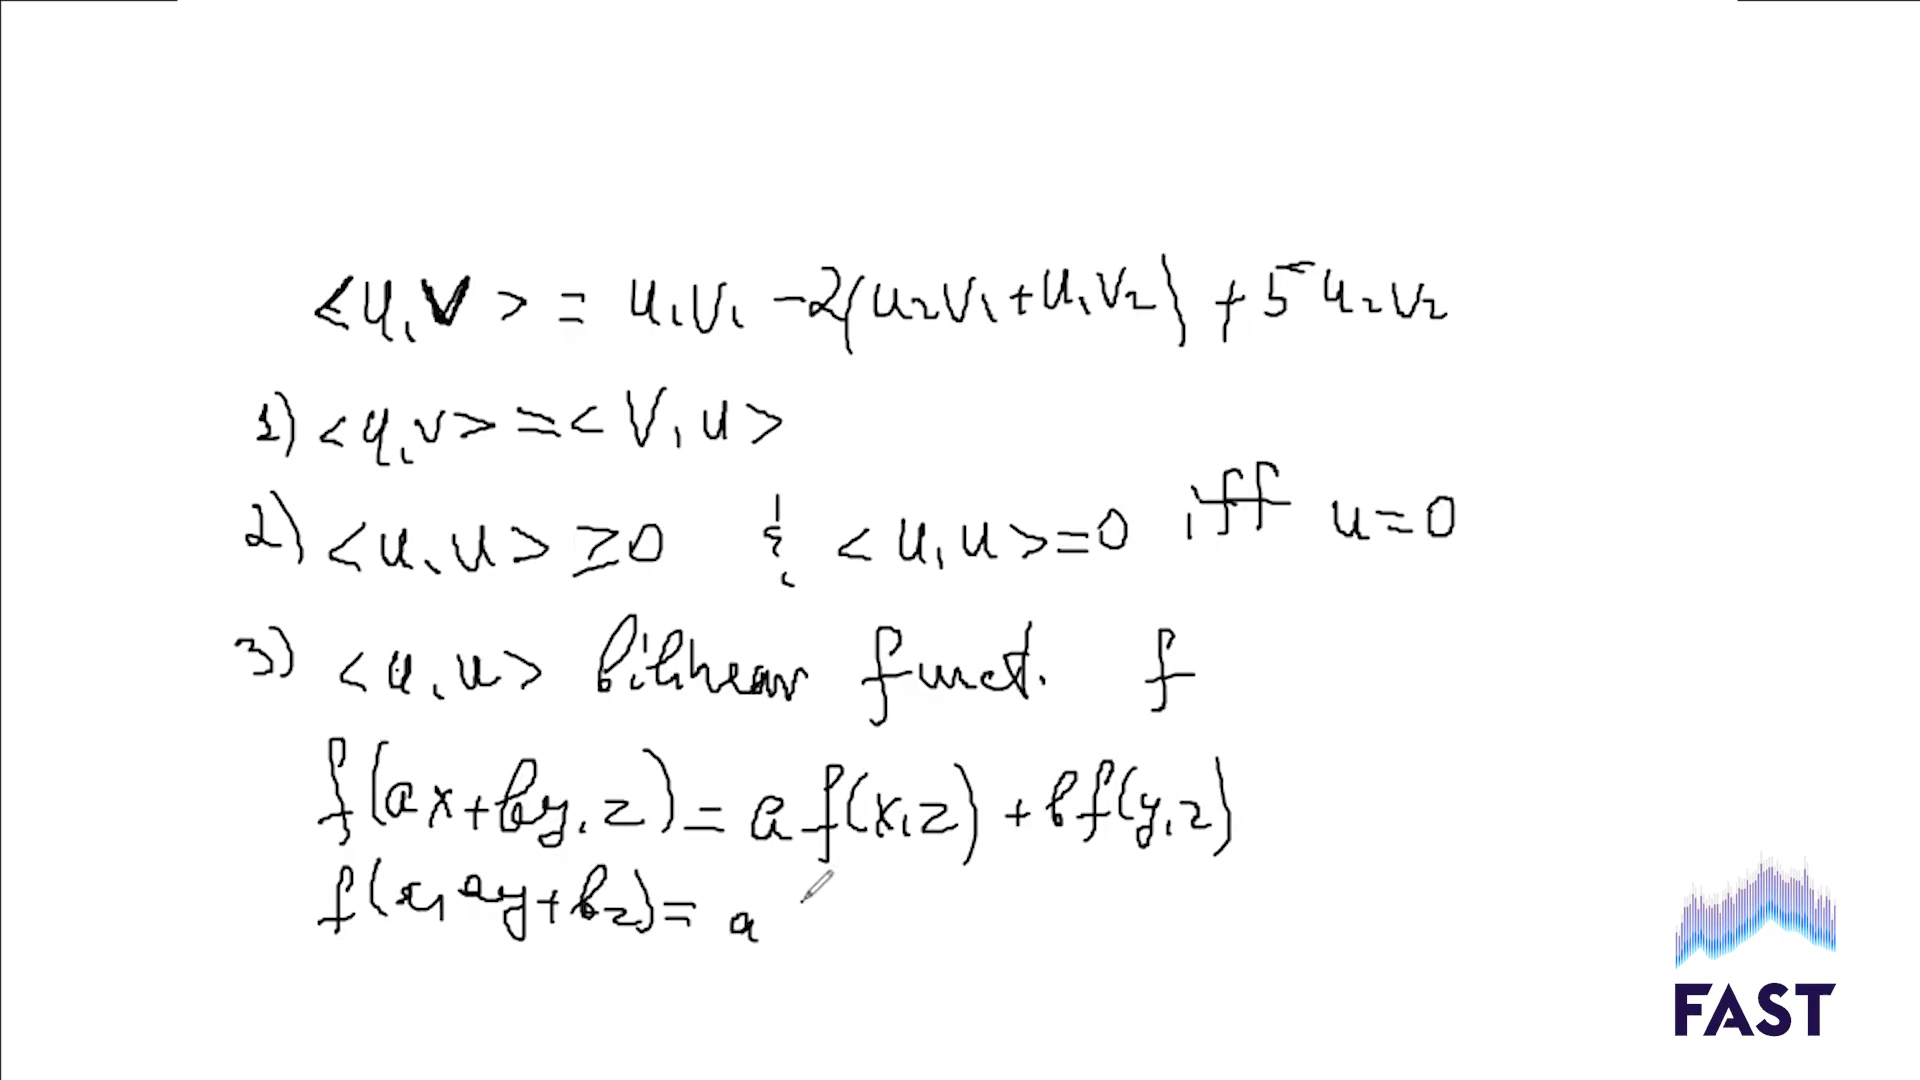 <u,v> = u₁v₁ -2(u₂v₁+u₁v₂) + 5u₂v₂
1) <u,v> = <v,u>
2) <u,u> ≥0 & <u,u>=0 iff u=0
3) <u,u> bilinear funct. f
f(ax+by,z) = a f(x,z) + bf(y,z)
f(x,ay+bz)= a
FAST